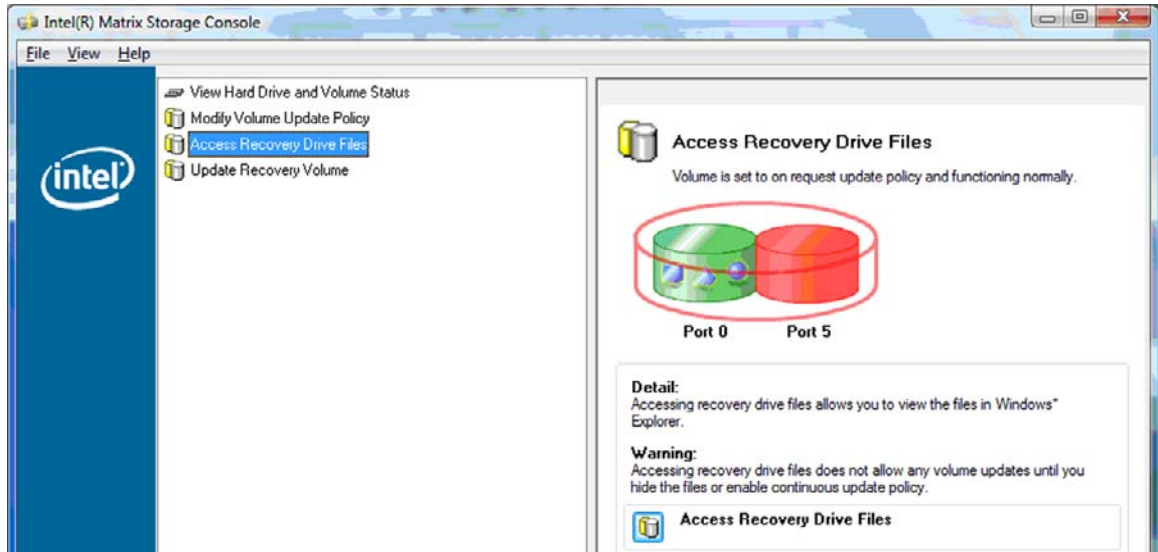 Intel(R) Matrix Storage Console
File View Help
intel
View Hard Drive and Volume Status
Modify Volume Update Policy
Access Recovery Drive Files
Update Recovery Volume
Access Recovery Drive Files
Volume is set to on request update policy and functioning normally.
Port 0 Port 5
Detail:
Accessing recovery drive files allows you to view the files in Windows*
Explorer.
Warning:
Accessing recovery drive files does not allow any volume updates until you
hide the files or enable continuous update policy.
Access Recovery Drive Files